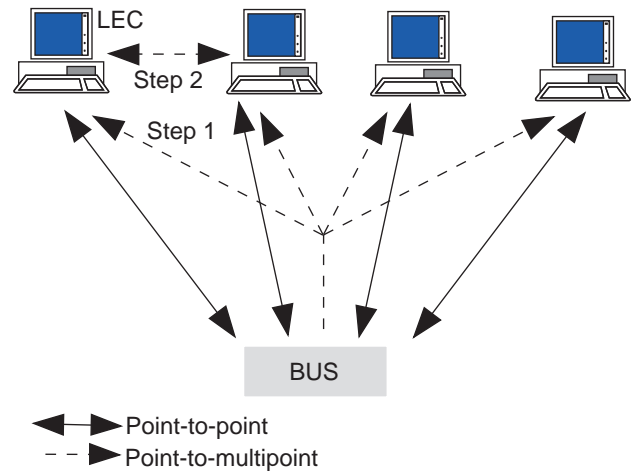 LEC
Step 2
Step 1
BUS
Point-to-point
Point-to-multipoint